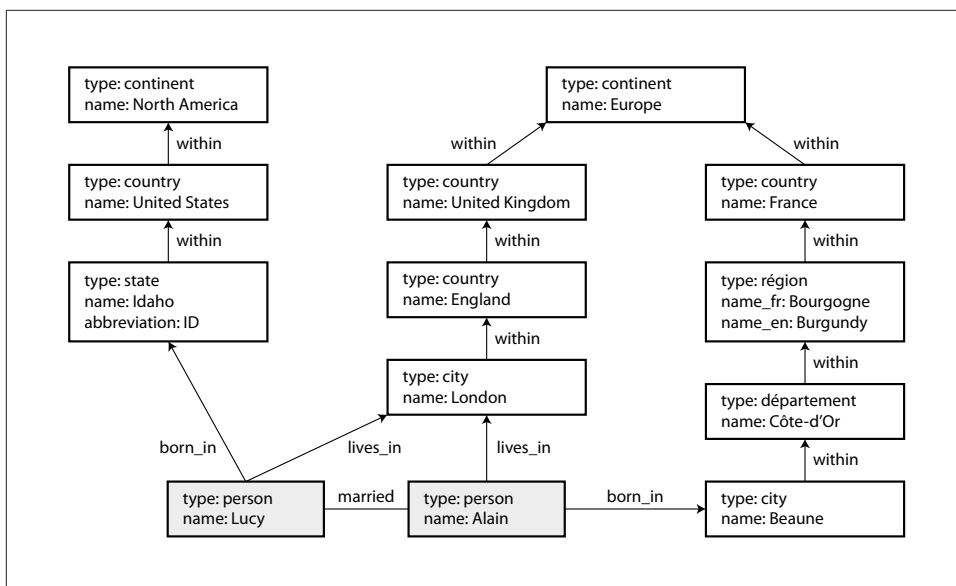 type: continent
name: North America
type: continent
name: Europe
within
within
within
type: country
name: United States
type: country
name: United Kingdom
type: country
name: France
within
within
within
type: state
name: Idaho
abbreviation: ID
type: country
name: England
type: région
name_fr: Bourgogne
name_en: Burgundy
within
within
type: city
name: London
type: département
name: Côte-d'Or
born_in
lives_in
lives_in
within
type: person
name: Lucy
married
type: person
name: Alain
born_in
type: city
name: Beaune